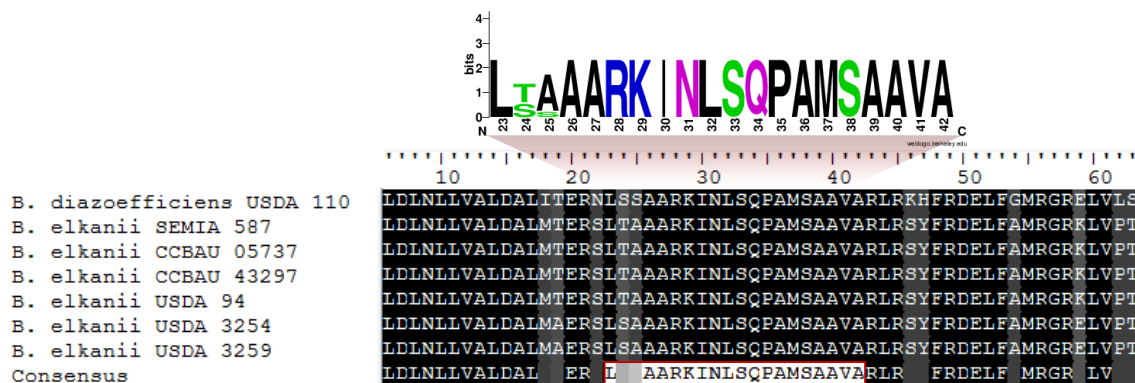 4
3
2
1
0
bits
LTAAARKINLSQPAMSAAVA
SS
23 24 25 26 27 28 29 30 31 32 33 34 35 36 37 38 39 40 41 42
N C
weblogo.berkeley.edu
10 20 30 40 50 60
B. diazoefficiens USDA 110 LDLNLLVALDALITERNLSSAARKINLSQPAMSAAVARLRKHFRDELFGMRGRELVLS
B. elkanii SEMIA 587 LDLNLLVALDALMTERSLTAAARKINLSQPAMSAAVARLRSYFRDELFAMRGRKLVPT
B. elkanii CCBAU 05737 LDLNLLVALDALMTERSLTAAARKINLSQPAMSAAVARLRSYFRDELFAMRGRKLVPT
B. elkanii CCBAU 43297 LDLNLLVALDALMTERSLTAAARKINLSQPAMSAAVARLRSYFRDELFAMRGRKLVPT
B. elkanii USDA 94 LDLNLLVALDALMTERSLTAAARKINLSQPAMSAAVARLRSYFRDELFAMRGRKLVPT
B. elkanii USDA 3254 LDLNLLVALDALMAERSLSAAARKINLSQPAMSAAVARLRSYFRDELFAMRGRELVPT
B. elkanii USDA 3259 LDLNLLVALDALMAERSLSAAARKINLSQPAMSAAVARLRSYFRDELFAMRGRELVPT
Consensus LDLNLLVALDAL ER L AARKINLSQPAMSAAVARLR FRDELF MRGR LV